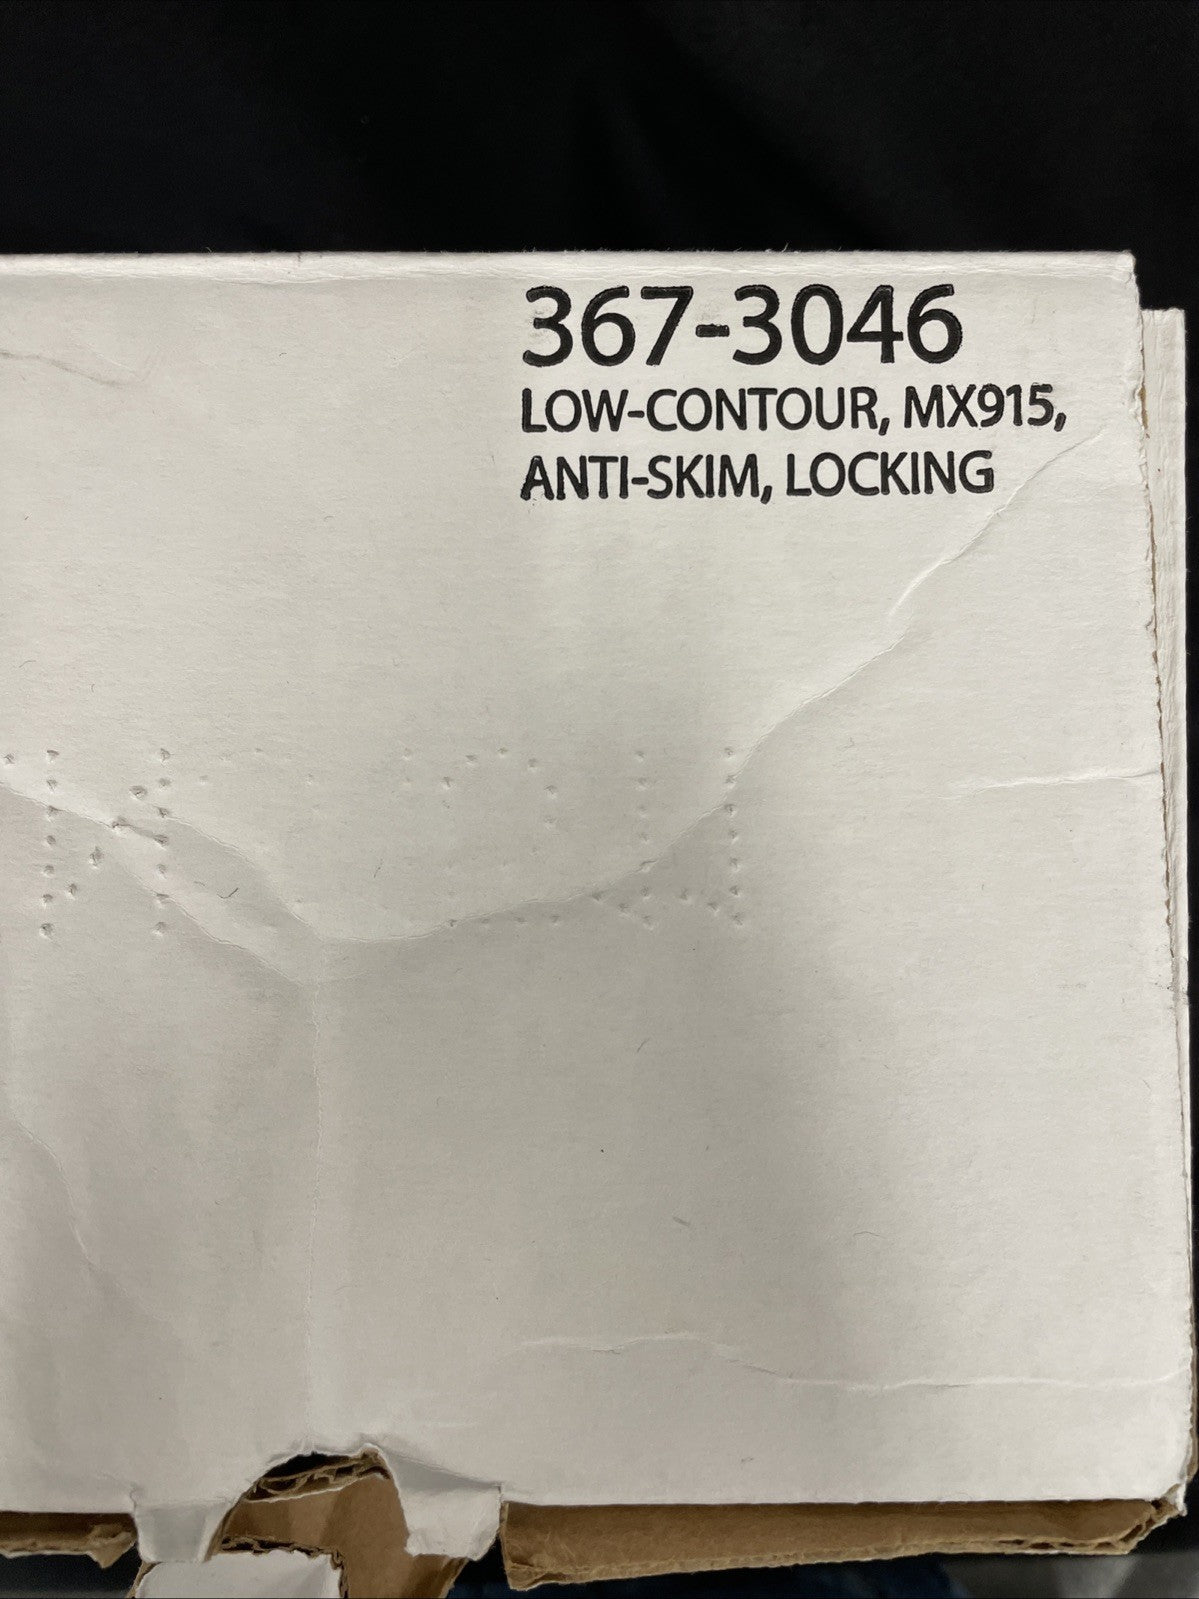 367-3046
LOW-CONTOUR, MX915,
ANTI-SKIM, LOCKING